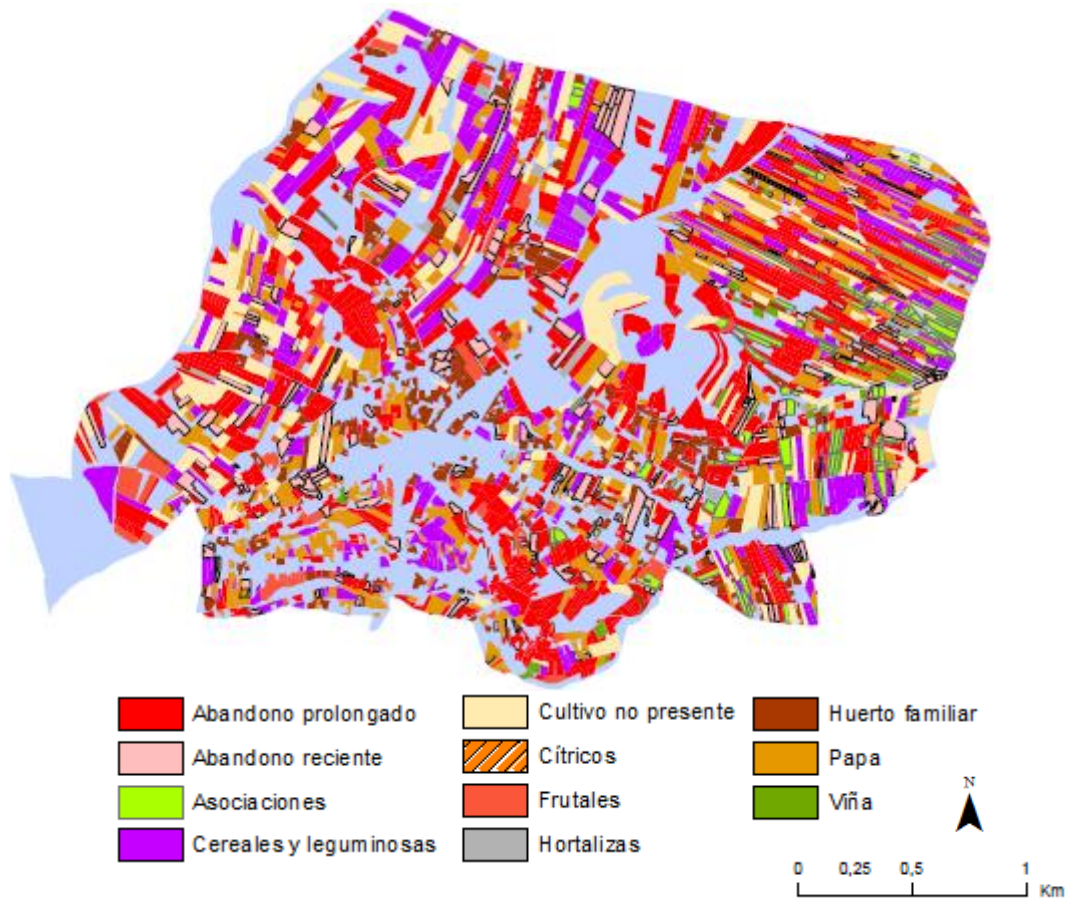 Abandono prolongado
Abandono reciente
Asociaciones
Cereales y leguminosas
Cultivo no presente
Cítricos
Frutales
Hortalizas
Huerto familiar
Papa
Viña
N
0 0,25 0,5 1
Km